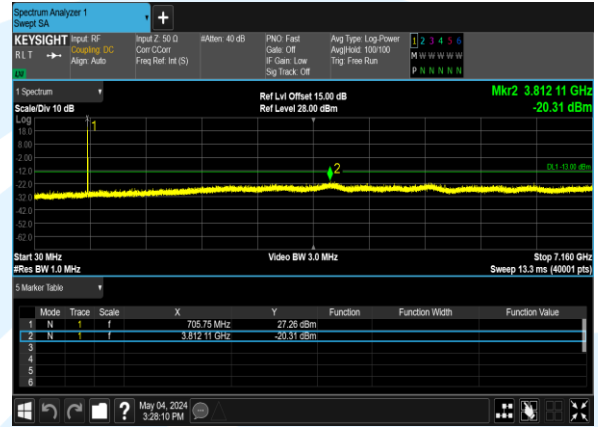 Spectrum Analyzer 1
Swept SA
+
KEYSIGHT Input: RF Input Z: 50 Ω #Atten: 40 dB PNO: Fast Avg Type: Log-Power 1 2 3 4 5 6
RLT Coupling: DC Corr CCorr Gate: Off Avg|Hold: 100/100 M W W W W W
Align: Auto Freq Ref: Int (S) IF Gain: Low Trig: Free Run P N N N N N
Sig Track: Off
1 Spectrum Ref Lvl Offset 15.00 dB Mkr2 3.812 11 GHz
Scale/Div 10 dB Ref Level 28.00 dBm -20.31 dBm
Log
1
18.0
8.00
-2.00
-12.0 2 DL1 -13.00 dBm
-22.0
-32.0
-42.0
-52.0
-62.0
Start 30 MHz Video BW 3.0 MHz Stop 7.160 GHz
#Res BW 1.0 MHz Sweep 13.3 ms (40001 pts)
5 Marker Table
Mode Trace Scale X Y Function Function Width Function Value
1 N 1 f 705.75 MHz 27.26 dBm
2 N 1 f 3.812 11 GHz -20.31 dBm
3
4
5
6
? May 04, 2024
3:28:10 PM